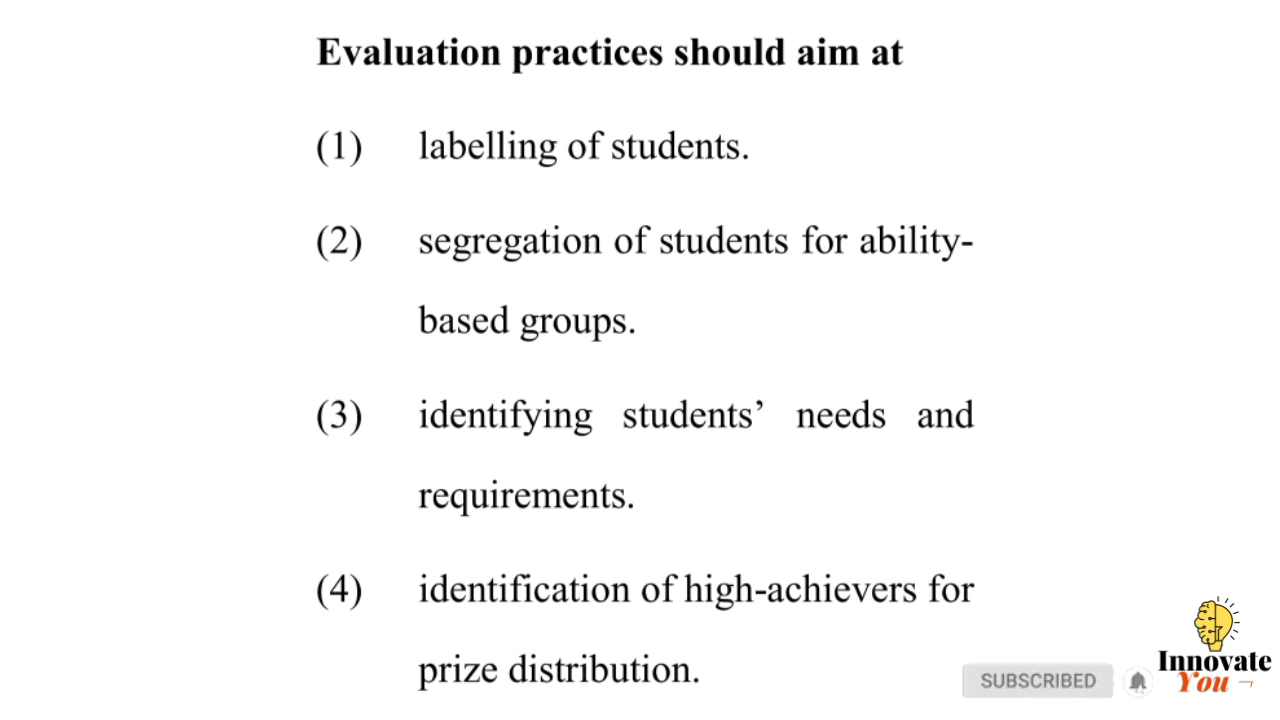 Evaluation practices should aim at
(1) labelling of students.
(2) segregation of students for ability-
based groups.
(3) identifying students’ needs and
requirements.
(4) identification of high-achievers for
prize distribution.
SUBSCRIBED
Innovate
You